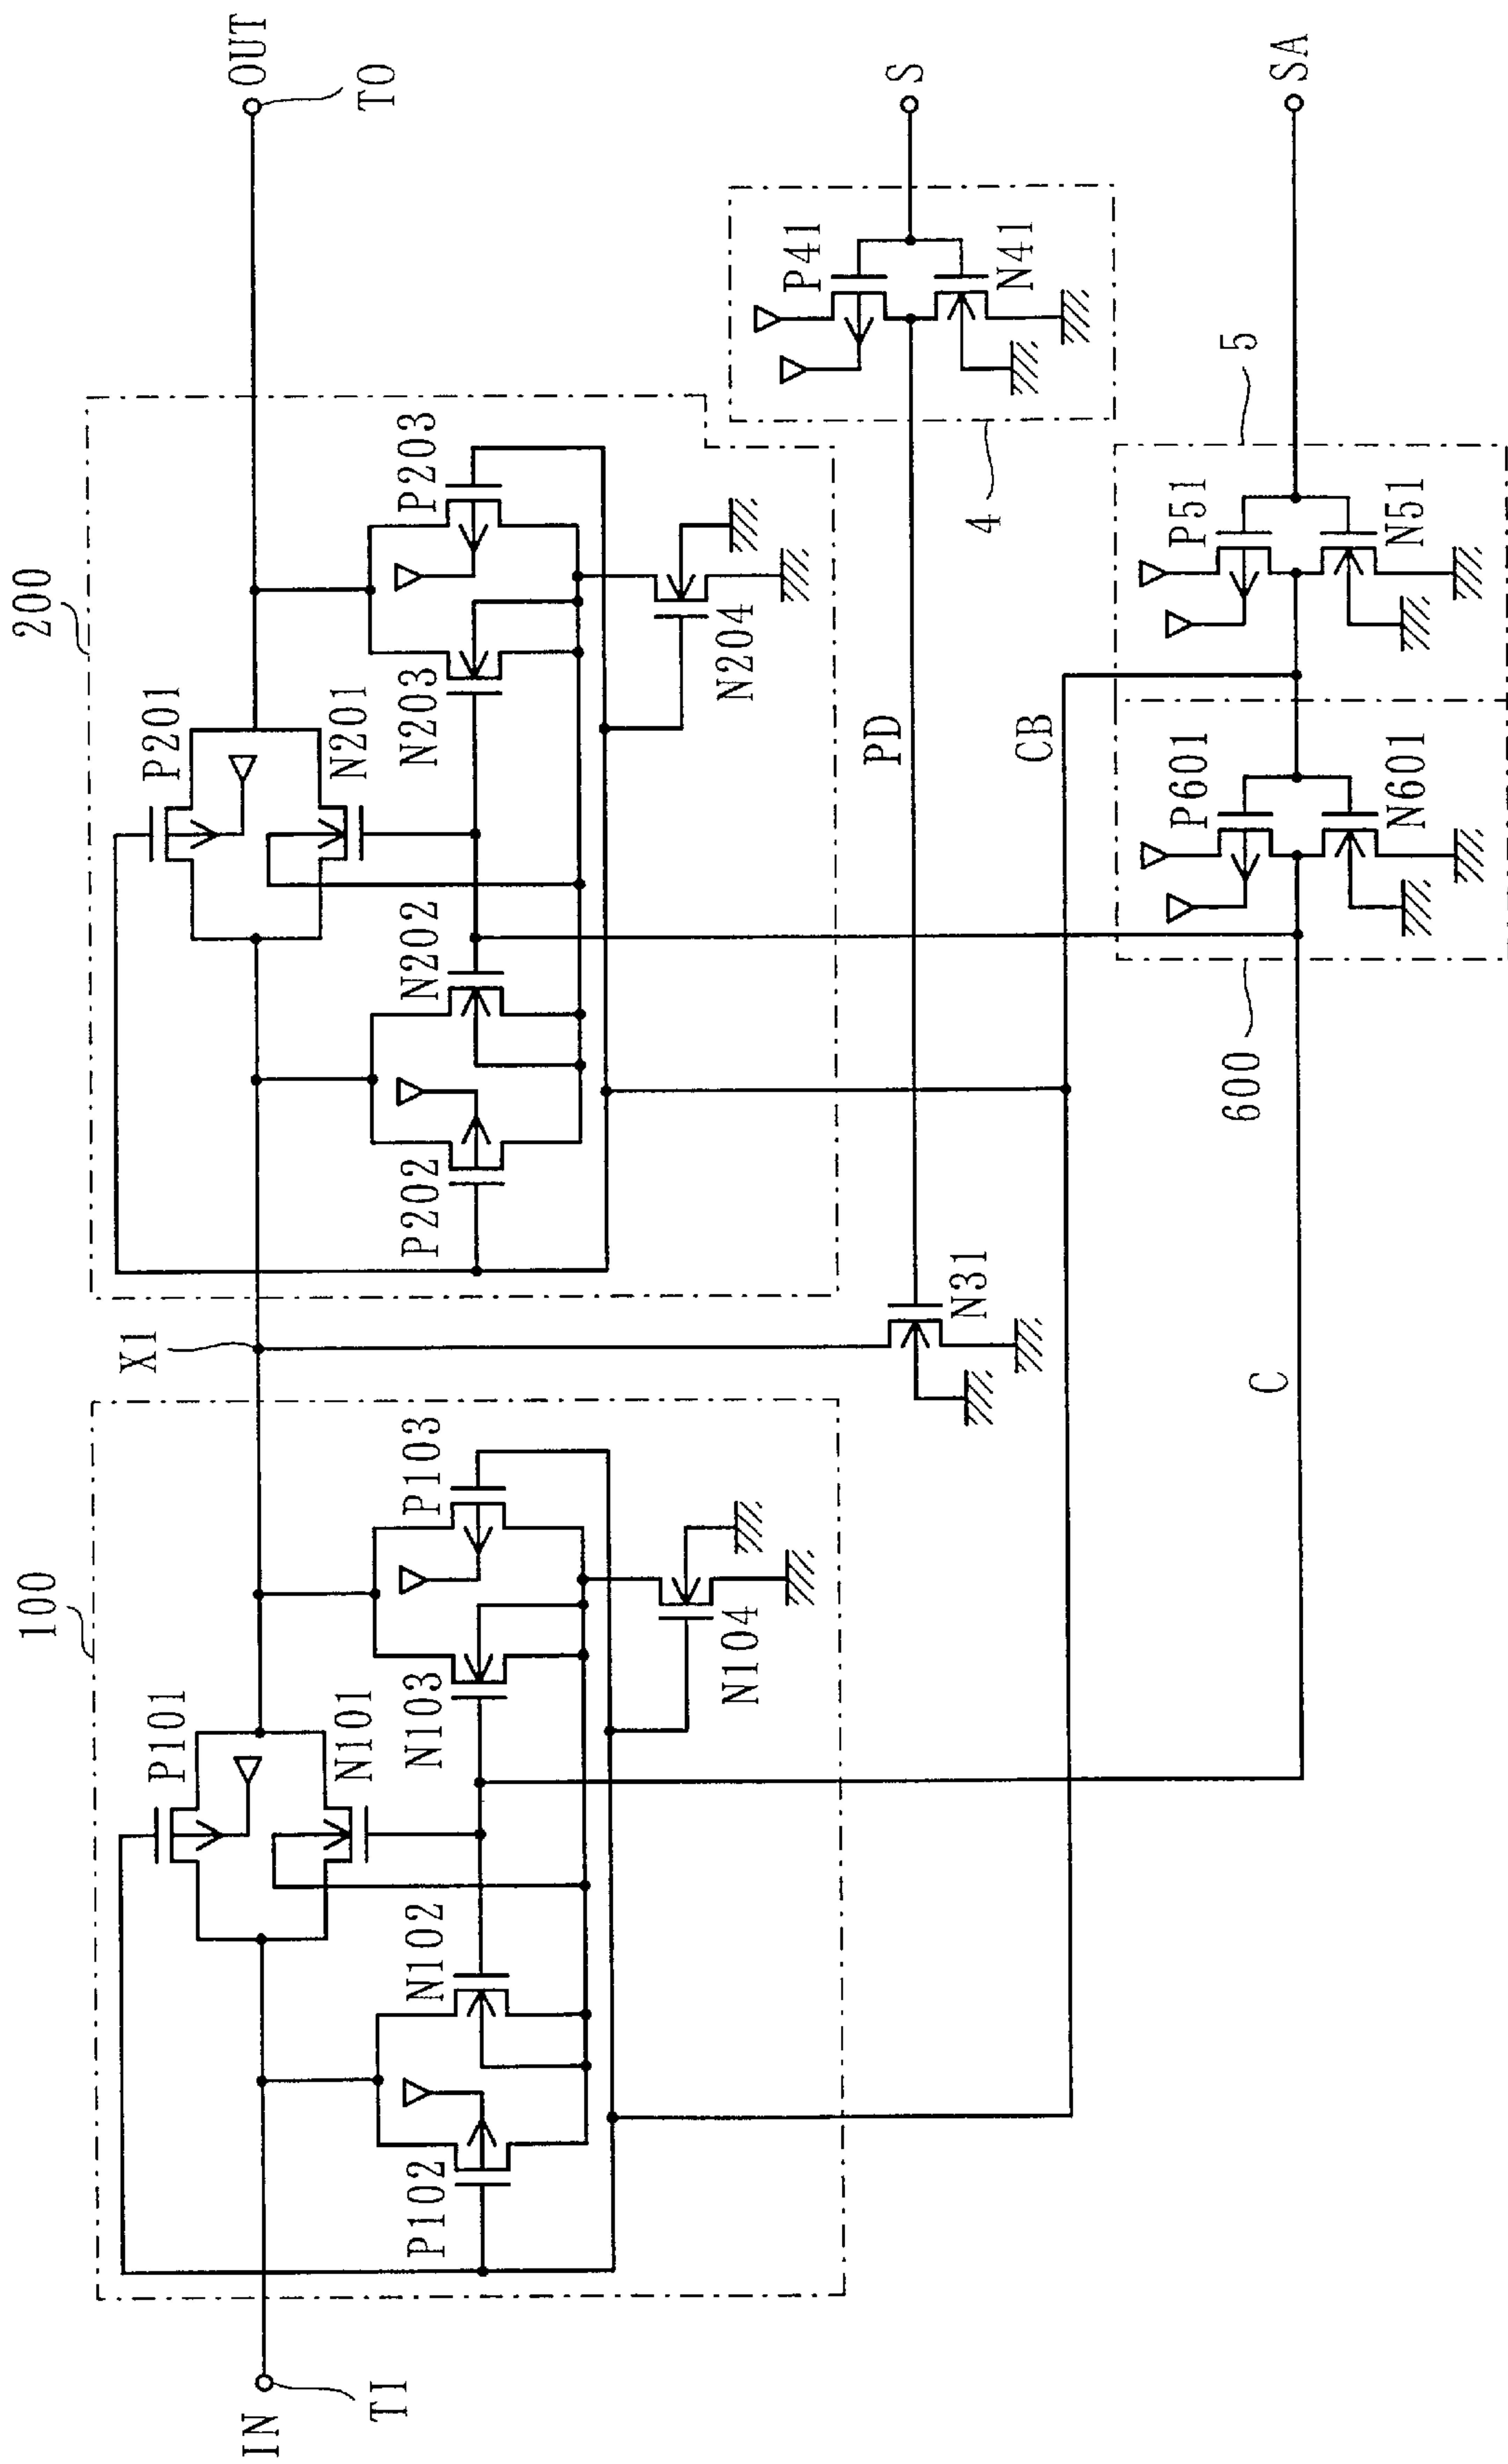 100
200
IN
TI
P101
N101
P102
N102
N103
P103
N104
X1
P201
N201
P202
N202
N203
P203
N204
OUT
TO
N31
PD
P41
N41
4
S
CB
C
600
P601
N601
P51
N51
5
SA